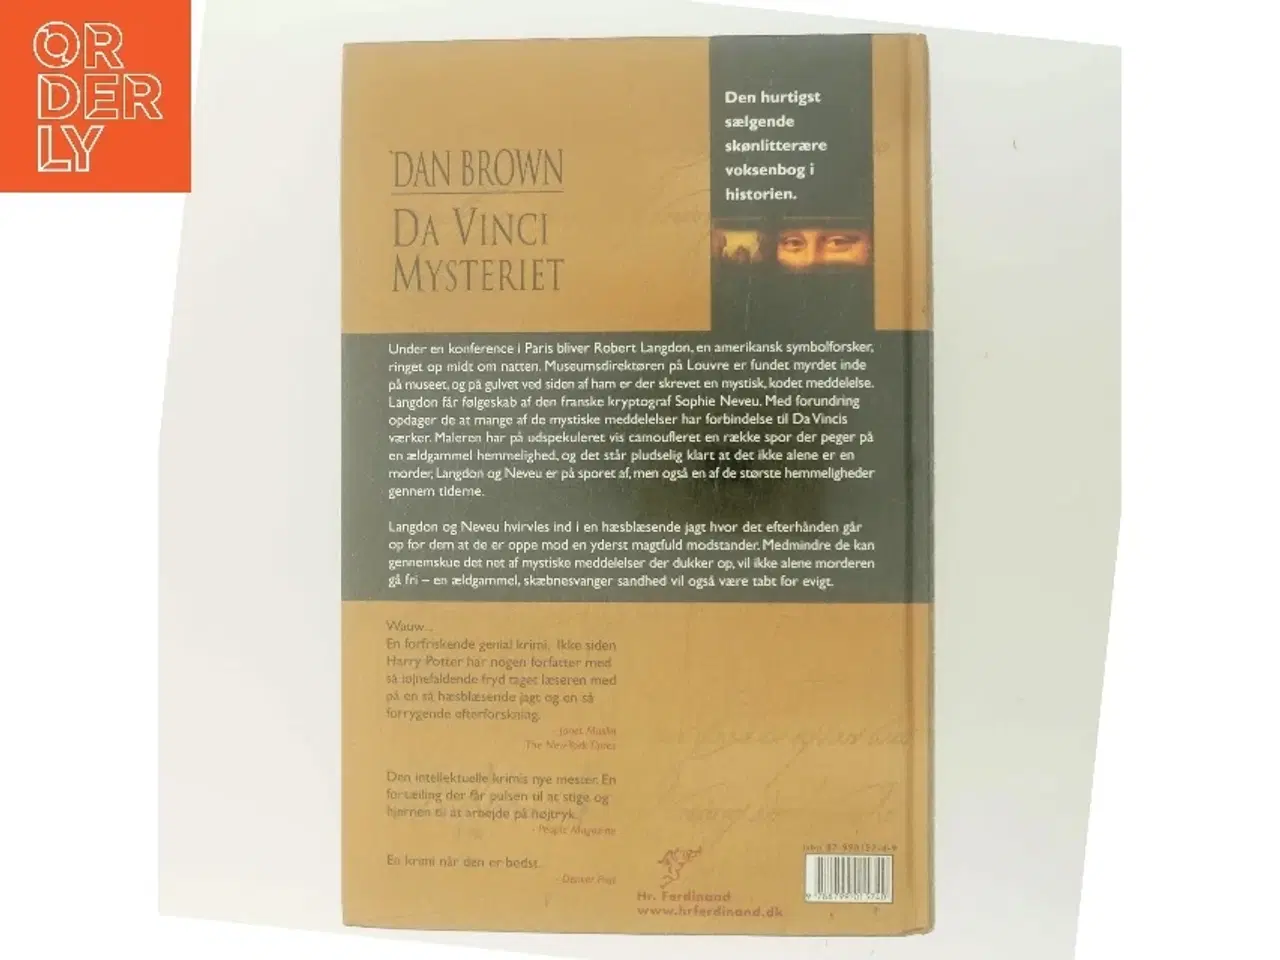 ORDERLY
Den hurtigst
sælgende
skønlitterære
voksenbog i
historien.
DAN BROWN
DA VINCI
MYSTERIET
Under en konference i Paris bliver Robert Langdon, en amerikansk symbolforsker,
ringet op midt om natten. Museumsdirektøren på Louvre er fundet myrdet inde
på museet, og på gulvet ved siden af ham er der skrevet en mystisk, kodet meddelelse.
Langdon får følgeskab af den franske kryptograf Sophie Neveu. Med forundring
opdager de at mange af de mystiske meddelelser har forbindelse til Da Vincis
værker. Maleren har på udspekuleret vis camoufleret en række spor der peger på
en ældgammel hemmelighed, og det står pludselig klart at det ikke alene er en
morder, Langdon og Neveu er på sporet af, men også en af de største hemmeligheder
gennem tiderne.
Langdon og Neveu hvirvles ind i en hæsblæsende jagt hvor det efterhånden går
op for dem at de er oppe mod en yderst magtfuld modstander. Medmindre de kan
gennemskue det net af mystiske meddelelser der dukker op, vil ikke alene morderen
gå fri – en ældgammel, skæbnesvanger sandhed vil også være tabt for evigt.
Wauw...
En forfriskende genial krimi. Ikke siden
Harry Potter har nogen forfatter med
så iøjnefaldende fryd taget læseren med
på en så hæsblæsende jagt og en så
forrygende efterforskning.
- Janet Maslin
The New York Times
Den intellektuelle krimis nye mester. En
fortælling der får pulsen til at stige og
hjernen til at arbejde på højtryk.
- People Magazine
En krimi når den er bedst.
- Denver Post
Hr. Ferdinand
www.hrferdinand.dk